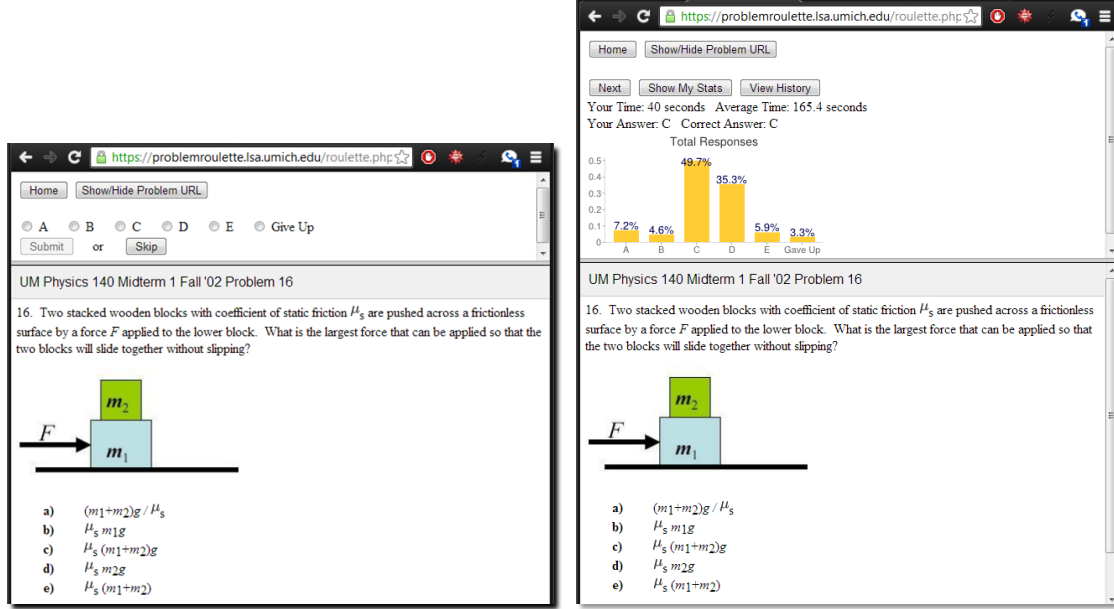 https://problemroulette.lsa.umich.edu/roulette.php
Home Show/Hide Problem URL
A B C D E Give Up
Submit or Skip
UM Physics 140 Midterm 1 Fall '02 Problem 16
16. Two stacked wooden blocks with coefficient of static friction μs are pushed across a frictionless
surface by a force F applied to the lower block. What is the largest force that can be applied so that the
two blocks will slide together without slipping?
m2
F
m1
a) (m1+m2)g / μs
b) μs m1g
c) μs (m1+m2)g
d) μs m2g
e) μs (m1+m2)
https://problemroulette.lsa.umich.edu/roulette.php
Home Show/Hide Problem URL
Next Show My Stats View History
Your Time: 40 seconds Average Time: 165.4 seconds
Your Answer: C Correct Answer: C
Total Responses
0.5
0.4
0.3
0.2
0.1
0
7.2% 4.6% 49.7% 35.3% 5.9% 3.3%
A B C D E Gave Up
UM Physics 140 Midterm 1 Fall '02 Problem 16
16. Two stacked wooden blocks with coefficient of static friction μs are pushed across a frictionless
surface by a force F applied to the lower block. What is the largest force that can be applied so that
the two blocks will slide together without slipping?
m2
F
m1
a) (m1+m2)g / μs
b) μs m1g
c) μs (m1+m2)g
d) μs m2g
e) μs (m1+m2)